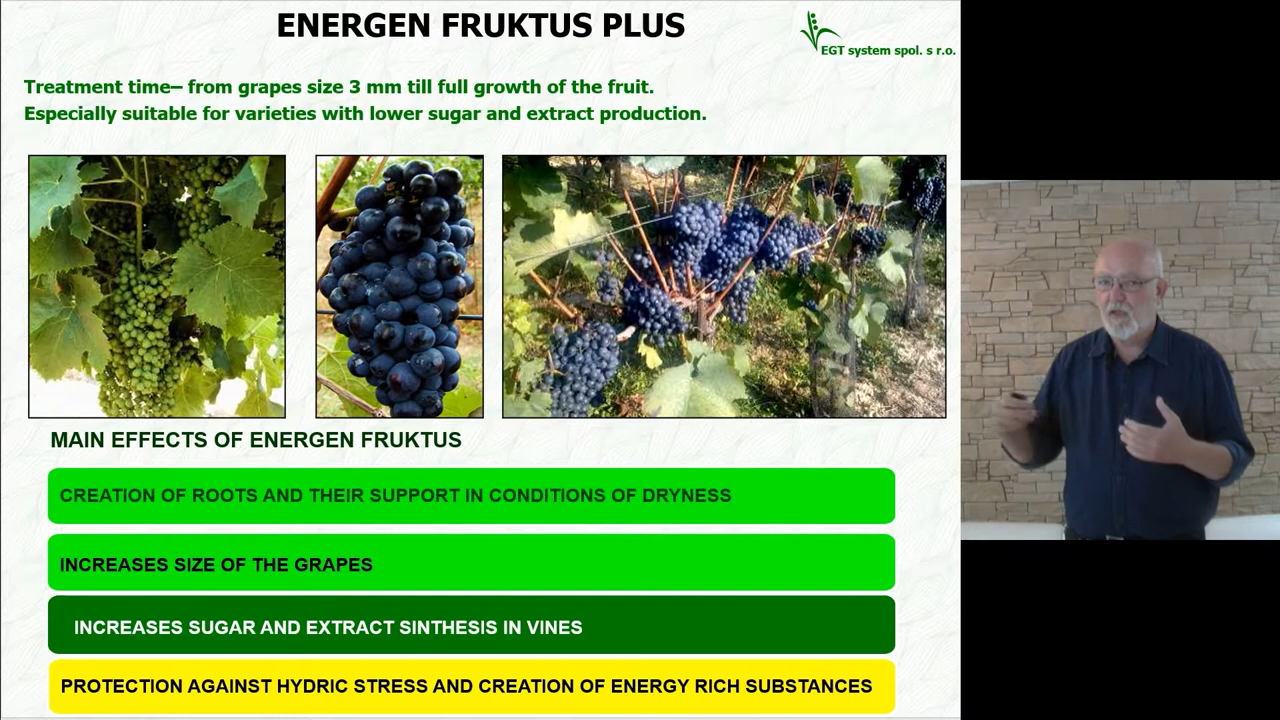 ENERGEN FRUKTUS PLUS
EGT system spol. s r.o.
Treatment time– from grapes size 3 mm till full growth of the fruit.
Especially suitable for varieties with lower sugar and extract production.
MAIN EFFECTS OF ENERGEN FRUKTUS
CREATION OF ROOTS AND THEIR SUPPORT IN CONDITIONS OF DRYNESS
INCREASES SIZE OF THE GRAPES
INCREASES SUGAR AND EXTRACT SINTHESIS IN VINES
PROTECTION AGAINST HYDRIC STRESS AND CREATION OF ENERGY RICH SUBSTANCES